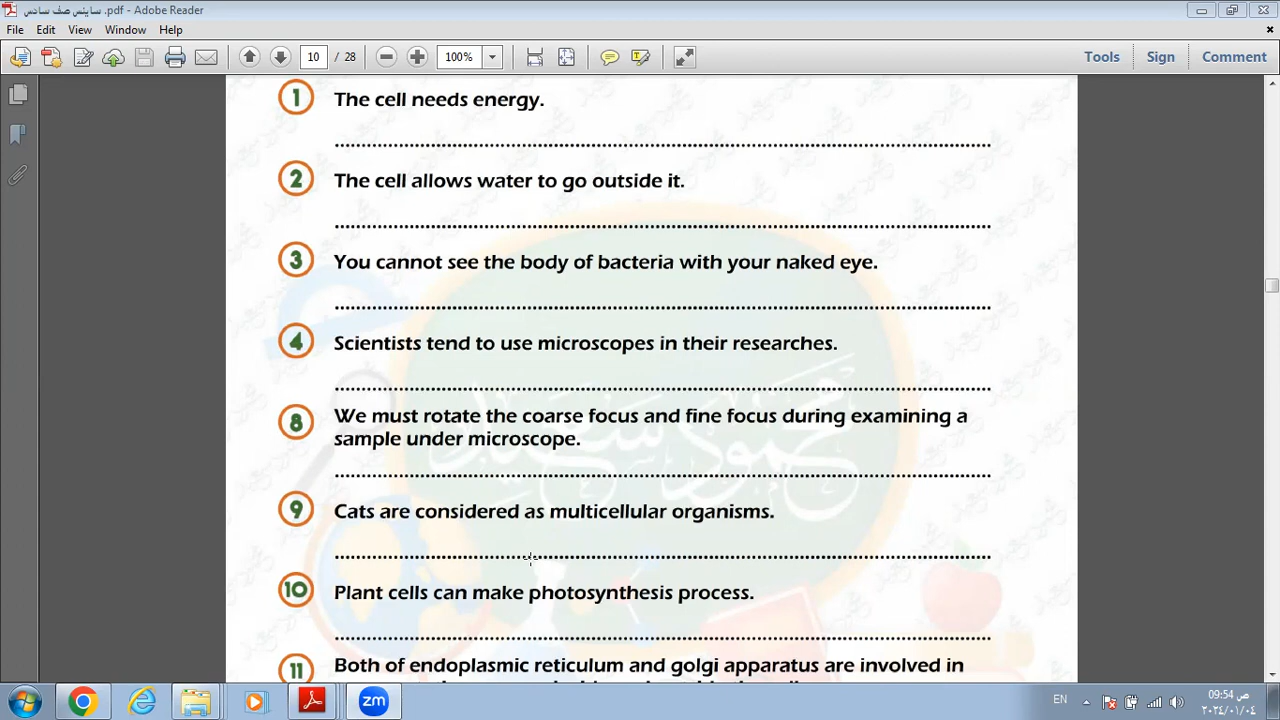 ساينس صف سادس .pdf - Adobe Reader
File Edit View Window Help
10 / 28 100% Tools Sign Comment
1 The cell needs energy.
2 The cell allows water to go outside it.
3 You cannot see the body of bacteria with your naked eye.
4 Scientists tend to use microscopes in their researches.
8 We must rotate the coarse focus and fine focus during examining a
sample under microscope.
9 Cats are considered as multicellular organisms.
10 Plant cells can make photosynthesis process.
11 Both of endoplasmic reticulum and golgi apparatus are involved in
محمود سعيد
zm EN 09:54 ص
٢٠٢٤/٠١/٠٤